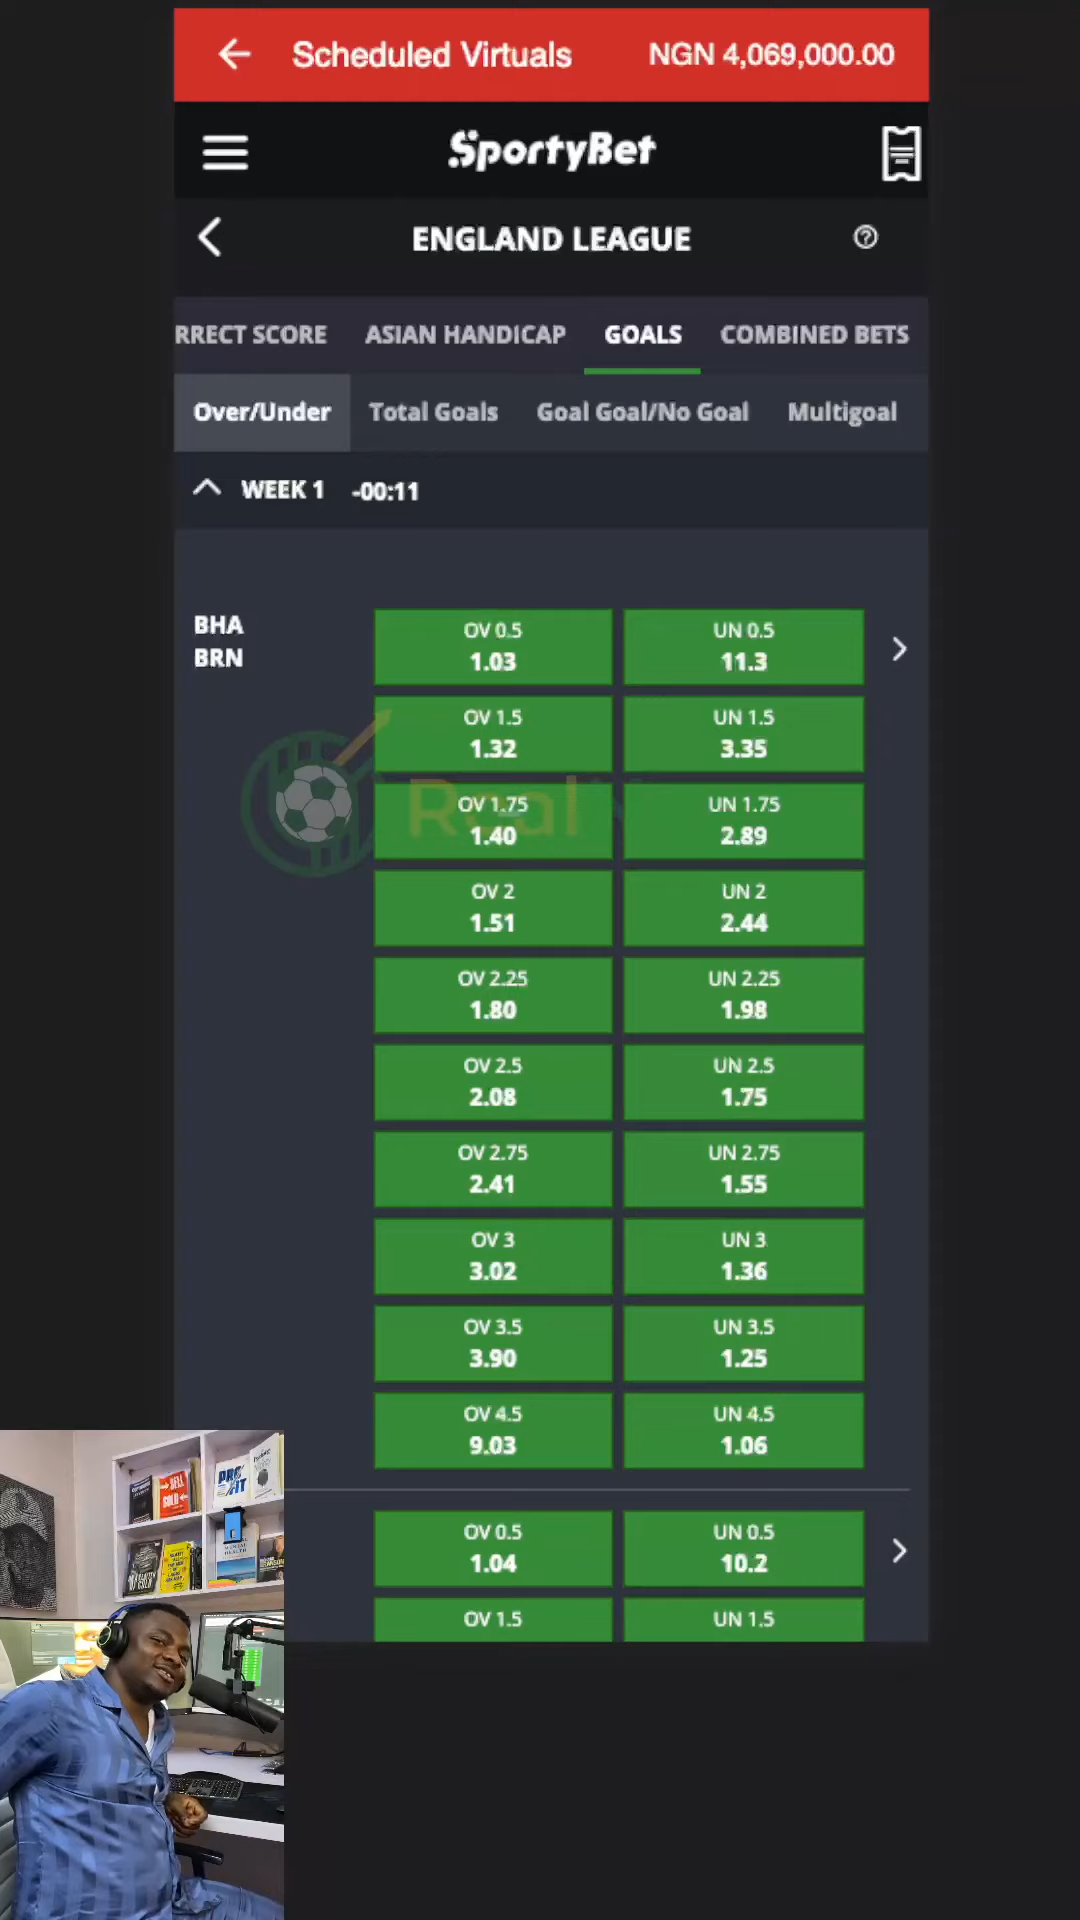 Scheduled Virtuals NGN 4,069,000.00
SportyBet
ENGLAND LEAGUE
RRECT SCORE ASIAN HANDICAP GOALS COMBINED BETS
Over/Under Total Goals Goal Goal/No Goal Multigoal
WEEK 1 -00:11
BHA
BRN
OV 0.5 UN 0.5
1.03 11.3
OV 1.5 UN 1.5
1.32 3.35
Real
OV 1.75 UN 1.75
1.40 2.89
OV 2 UN 2
1.51 2.44
OV 2.25 UN 2.25
1.80 1.98
OV 2.5 UN 2.5
2.08 1.75
OV 2.75 UN 2.75
2.41 1.55
OV 3 UN 3
3.02 1.36
OV 3.5 UN 3.5
3.90 1.25
OV 4.5 UN 4.5
9.03 1.06
OV 0.5 UN 0.5
1.04 10.2
OV 1.5 UN 1.5
SELL
GOLD
PROFIT
MENTAL
HEALTH